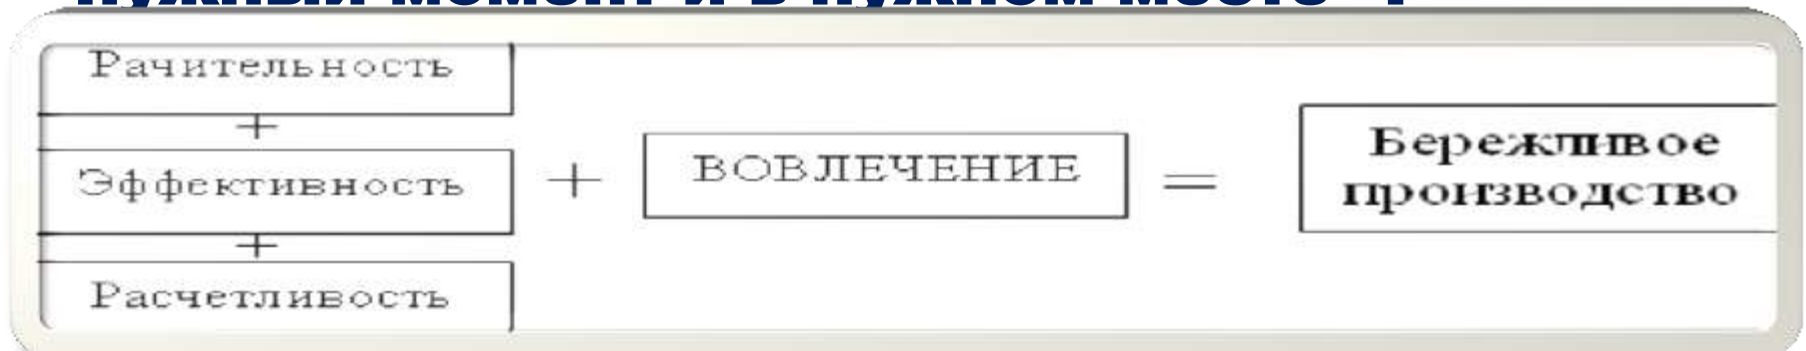 Рачительность
+
Эффективность
+
Расчетливость
+
ВОВЛЕЧЕНИЕ
=
Бережливое
производство